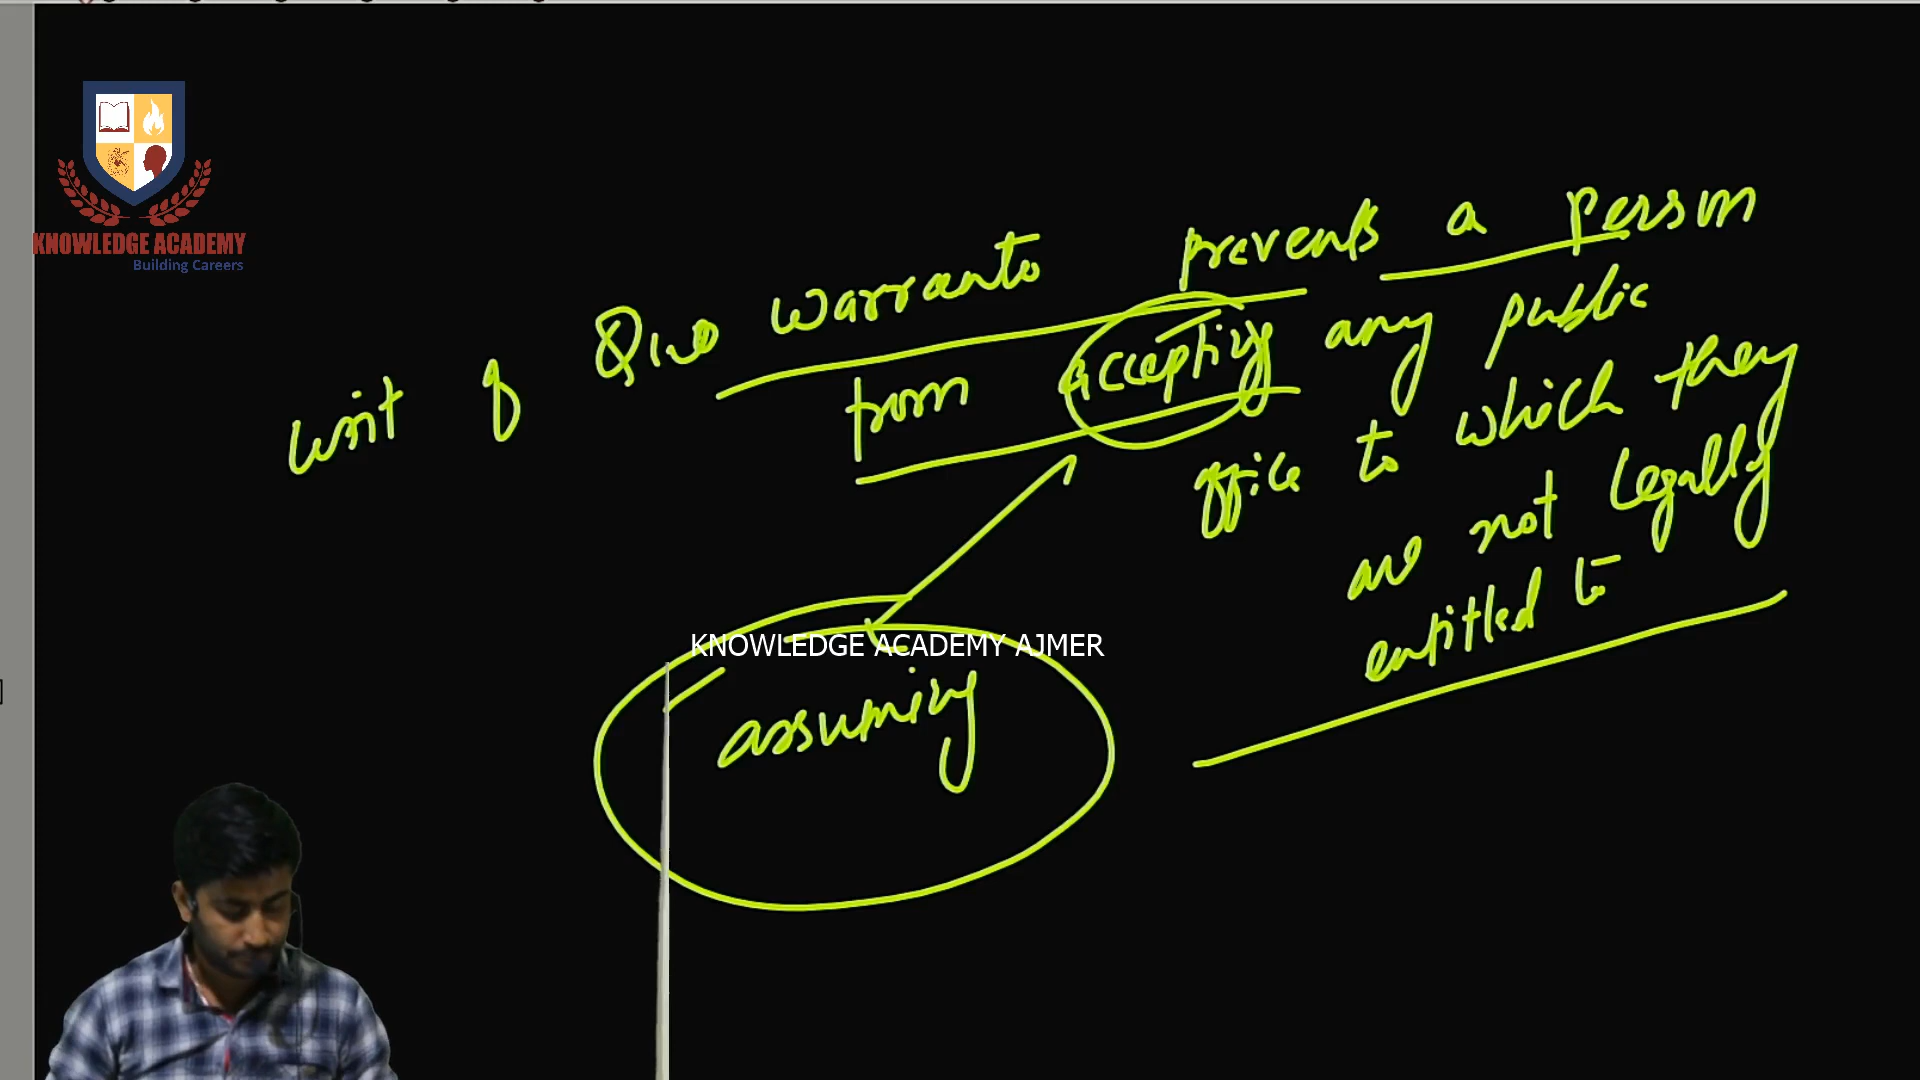 KNOWLEDGE ACADEMY
Building Careers
writ of Quo warranto prevents a person
from accepting any public
office to which they
are not legally
entitled to
KNOWLEDGE ACADEMY AJMER
assuming